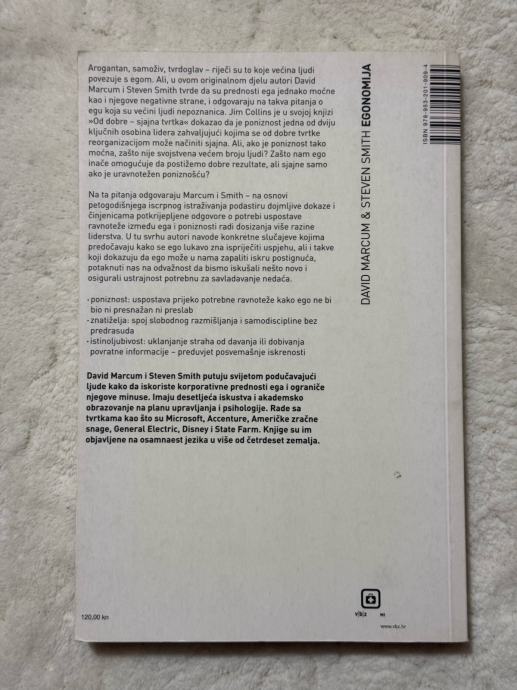 Arogantan, samoživ, tvrdoglav – riječi su to koje većina ljudi
povezuje s egom. Ali, u ovom originalnom djelu autori David
Marcum i Steven Smith tvrde da su prednosti ega jednako moćne
kao i njegove negativne strane, i odgovaraju na takva pitanja o
egu koja su većini ljudi nepoznanica. Jim Collins je u svojoj knjizi
»Od dobre – sjajna tvrtka« dokazao da je poniznost jedna od dviju
ključnih osobina lidera zahvaljujući kojima se od dobre tvrtke
reorganizacijom može načiniti sjajna. Ali, ako je poniznost tako
moćna, zašto nije svojstvena većem broju ljudi? Zašto nam ego
inače omogućuje da postižemo dobre rezultate, ali sjajne samo
ako je uravnotežen poniznošću?
Na ta pitanja odgovaraju Marcum i Smith – na osnovi
petogodišnjega iscrpnog istraživanja podastiru dojmljive dokaze i
činjenicama potkrijepljene odgovore o potrebi uspostave
ravnoteže između ega i poniznosti radi dosizanja više razine
liderstva. U tu svrhu autori navode konkretne slučajeve kojima
predočavaju kako se ego lukavo zna ispriječiti uspjehu, ali i takve
koji dokazuju da ego može u nama zapaliti iskru postignuća,
potaknuti nas na odvažnost da bismo iskušali nešto novo i
osigurali ustrajnost potrebnu za savladavanje nedaća.
· poniznost: uspostava prijeko potrebne ravnoteže kako ego ne bi
bio ni presnažan ni preslab
· znatiželja: spoj slobodnog razmišljanja i samodiscipline bez
predrasuda
· istinoljubivost: uklanjanje straha od davanja ili dobivanja
povratne informacije – preduvjet posvemašnje iskrenosti
David Marcum i Steven Smith putuju svijetom podučavajući
ljude kako da iskoriste korporativne prednosti ega i ograniče
njegove minuse. Imaju desetljeća iskustva i akademsko
obrazovanje na planu upravljanja i psihologije. Rade sa
tvrtkama kao što su Microsoft, Accenture, Američke zračne
snage, General Electric, Disney i State Farm. Knjige su im
objavljene na osamnaest jezika u više od četrdeset zemalja.
DAVID MARCUM & STEVEN SMITH EGONOMIJA
ISBN 978-953-201-909-4
120,00 kn
v|b|z
www.vbz.hr